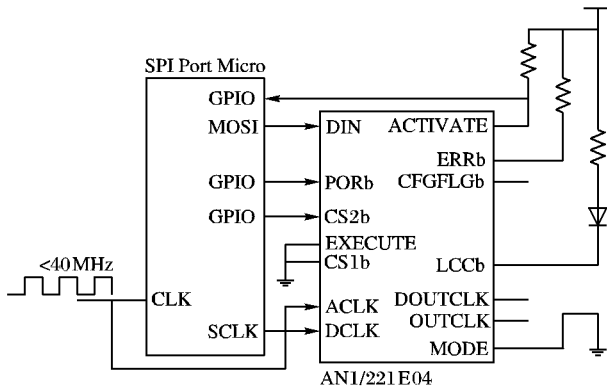 SPI Port Micro
GPIO
MOSI
DIN
ACTIVATE
ERRb
GPIO
PORb
CFGFLGb
GPIO
CS2b
EXECUTE
CS1b
LCCb
<40MHz
CLK
ACLK
DOUTCLK
OUTCLK
SCLK
DCLK
MODE
AN1/221E04